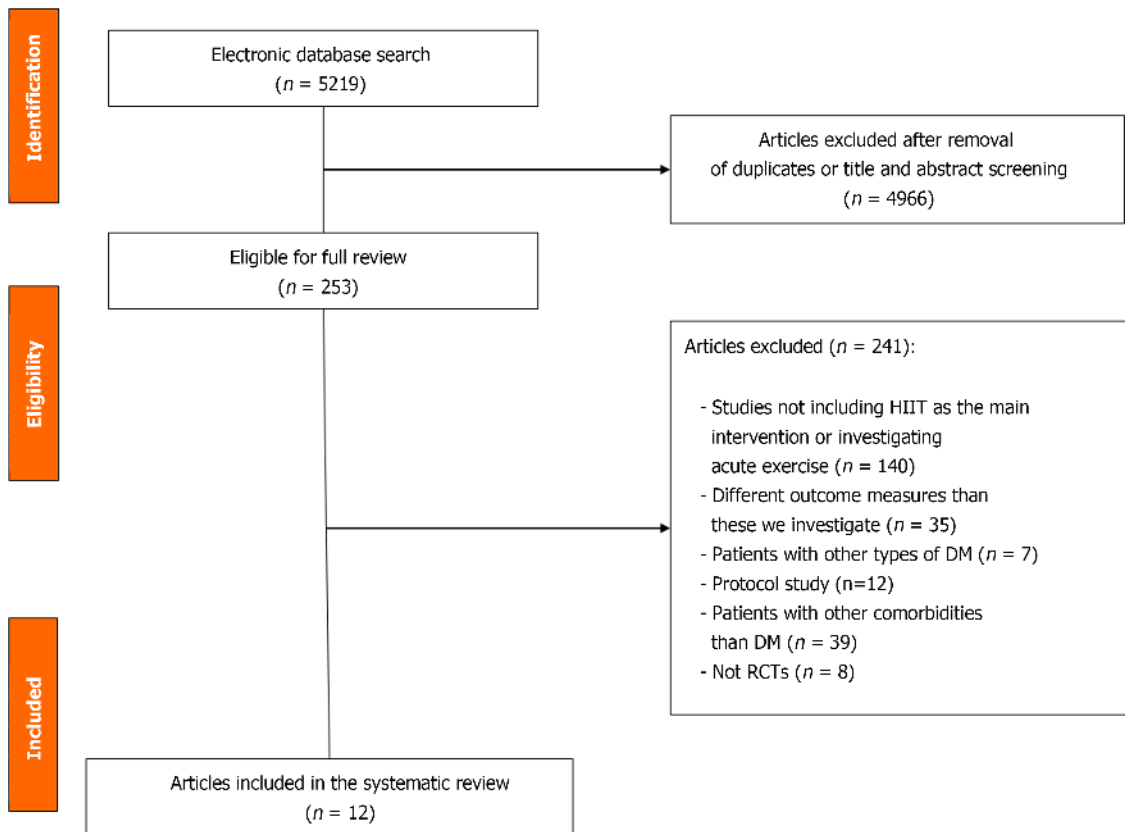 Identification
Electronic database search
(n = 5219)
Articles excluded after removal
of duplicates or title and abstract screening
(n = 4966)
Eligible for full review
(n = 253)
Eligibility
Articles excluded (n = 241):
- Studies not including HIIT as the main
intervention or investigating
acute exercise (n = 140)
- Different outcome measures than
these we investigate (n = 35)
- Patients with other types of DM (n = 7)
- Protocol study (n=12)
- Patients with other comorbidities
than DM (n = 39)
- Not RCTs (n = 8)
Included
Articles included in the systematic review
(n = 12)